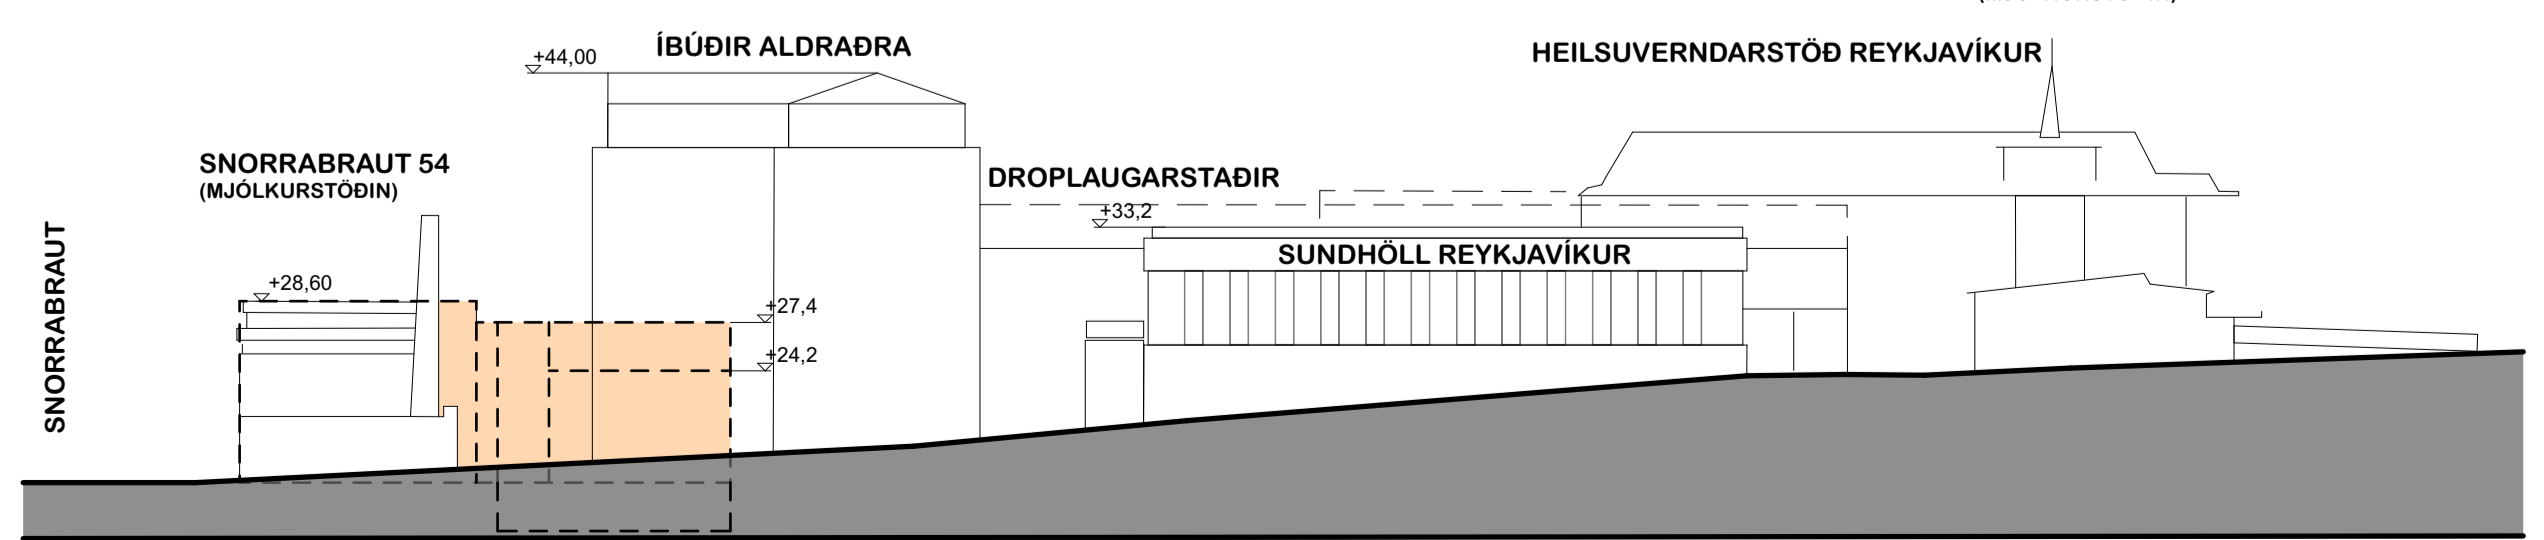 ÍBÚÐIR ALDRAÐRA
+44,00
HEILSUVERNDARSTÖÐ REYKJAVÍKUR
SNORRABRAUT 54
(MJÓLKURSTÖÐIN)
DROPLAUGARSTAÐIR
+33,2
SUNDHÖLL REYKJAVÍKUR
SNORRABRAUT
+28,60
+27,4
+24,2